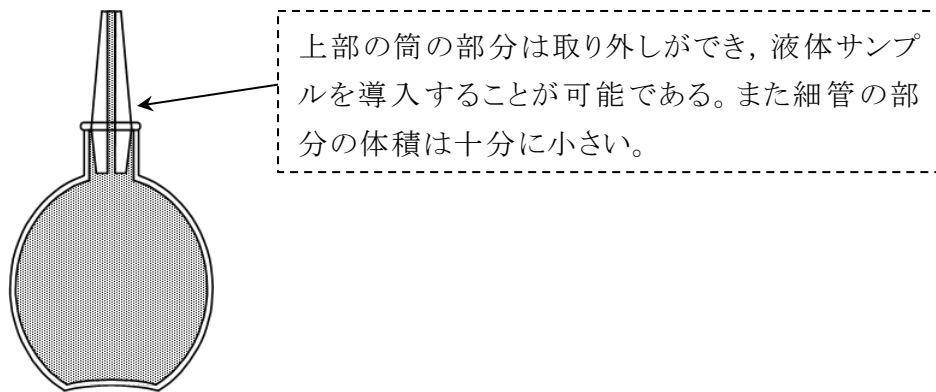 上部の筒の部分は取り外しができ, 液体サンプ
ルを導入することが可能である。また細管の部
分の体積は十分に小さい。